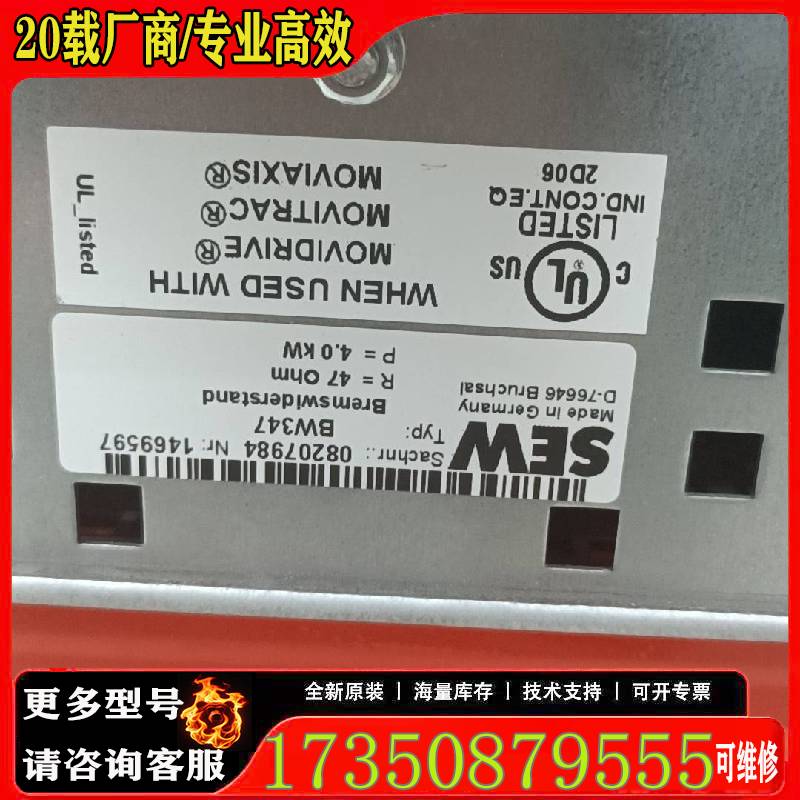 20载厂商/专业高效
SEW
Sachnr.: 08207984 Nr: 1469597
Typ: BW347
Bremswiderstand
Made in Germany
D-76646 Bruchsal
R = 47 Ohm
P = 4.0 kW
C UL US
®
LISTED
IND.CONT.EQ
2D06
WHEN USED WITH
MOVIDRIVE®
MOVITRAC®
MOVIAXIS®
UL_listed
更多型号
请咨询客服
全新原装 | 海量库存 | 技术支持 | 可开专票
17350879555 可维修